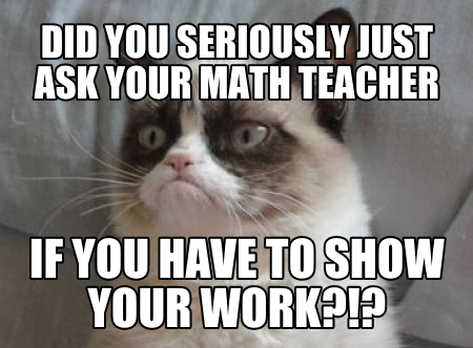 DID YOU SERIOUSLY JUST
ASK YOUR MATH TEACHER
IF YOU HAVE TO SHOW
YOUR WORK?!?